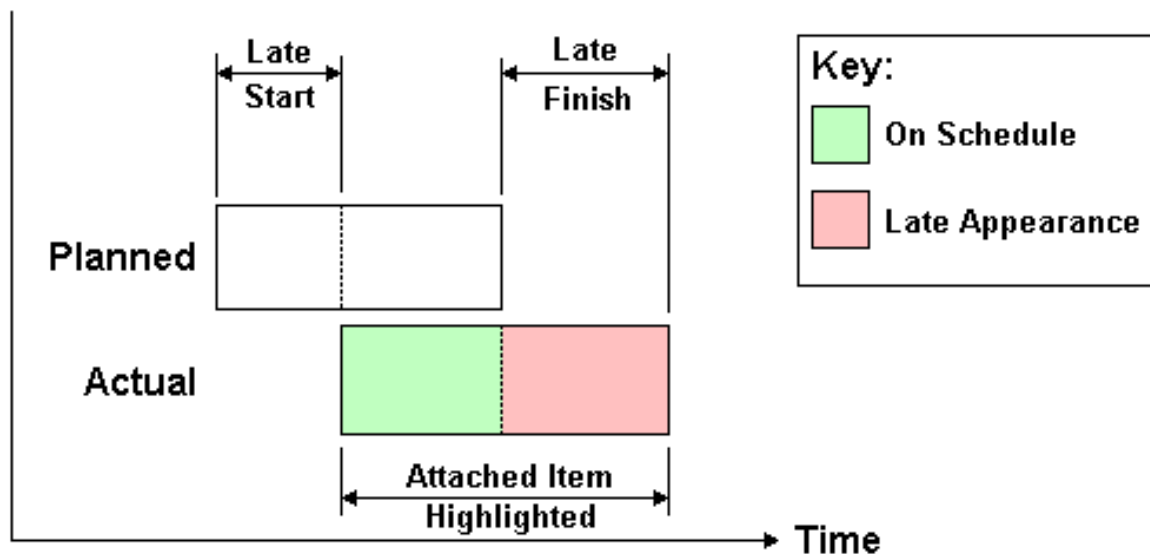 Late
Start
Late
Finish
Key:
On Schedule
Late Appearance
Planned
Actual
Attached Item
Highlighted
Time